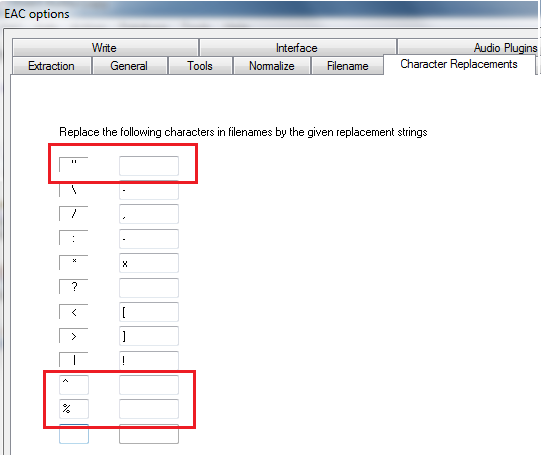 EAC options
Write Interface Audio Plugins
Extraction General Tools Normalize Filename Character Replacements
Replace the following characters in filenames by the given replacement strings
"
\ -
/ ,
: -
* x
?
< [
> ]
| !
^
%